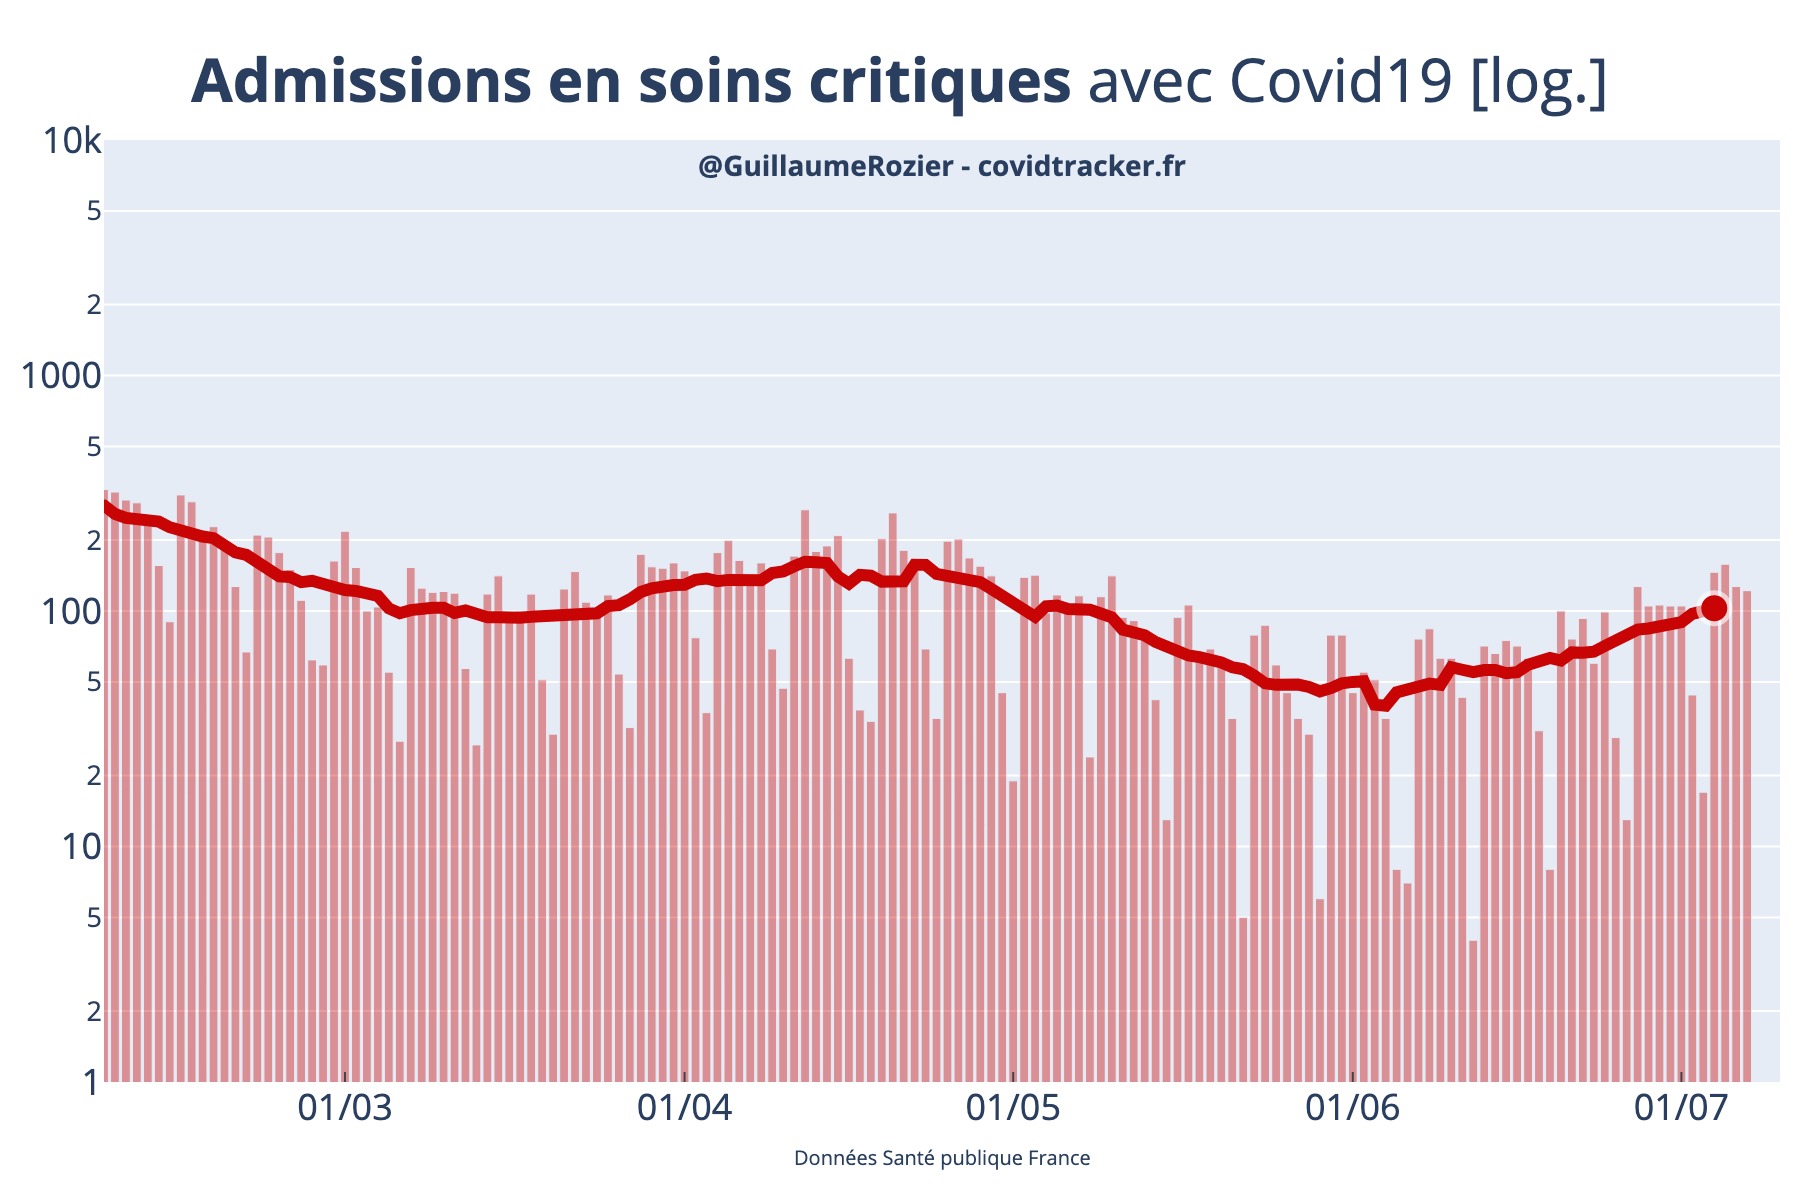 Admissions en soins critiques avec Covid19 [log.]
@GuillaumeRozier - covidtracker.fr
10k
5
2
1000
5
2
100
5
2
10
5
2
1
01/03 01/04 01/05 01/06 01/07
Données Santé publique France